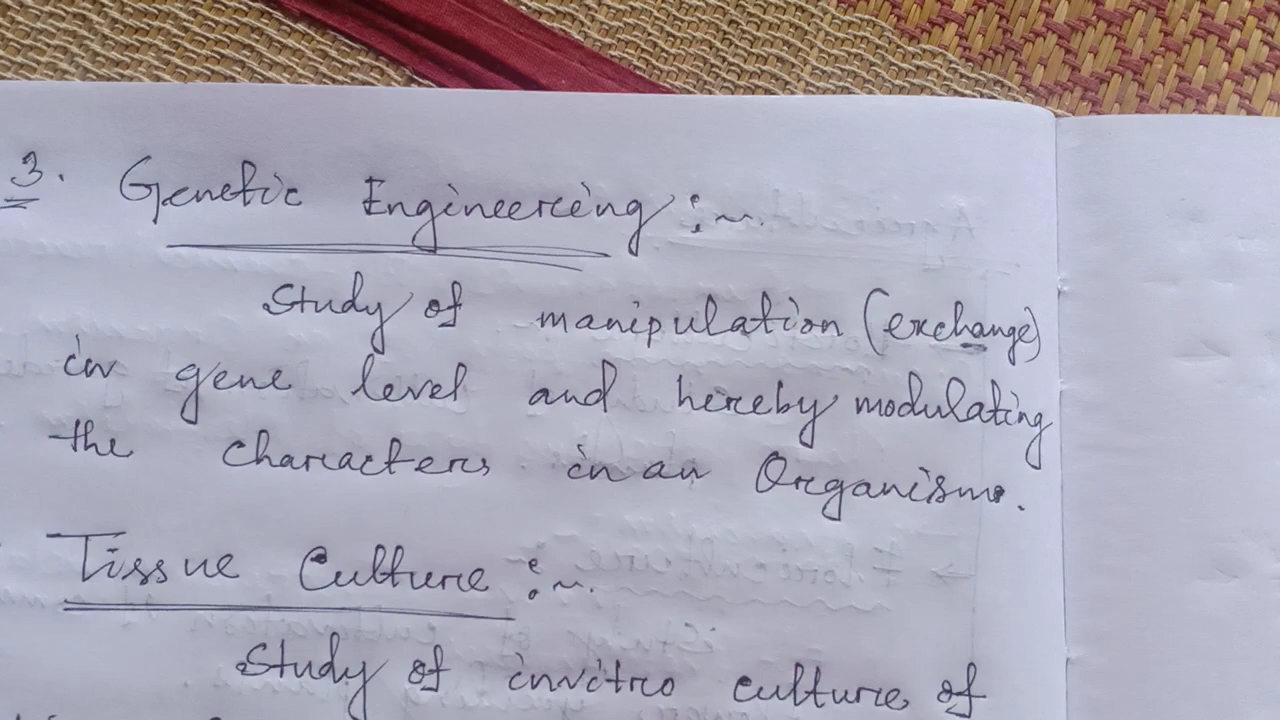 3. Genetic Engineering :~.
Study of manipulation (exchange)
in gene level and hereby modulating
the characters in an Organism.
Tissue Culture :~.
Study of invitro culture of